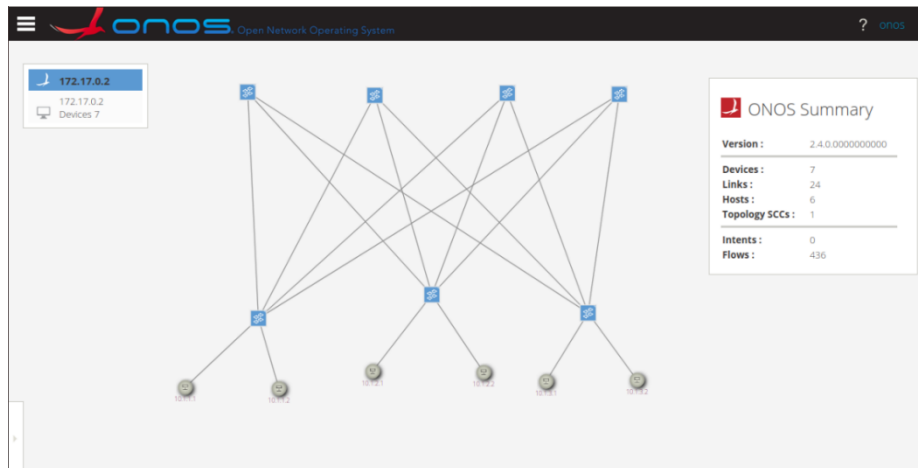 onos Open Network Operating System
? onos
172.17.0.2
172.17.0.2
Devices 7
ONOS Summary
Version : 2.4.0.0000000000
Devices : 7
Links : 24
Hosts : 6
Topology SCCs : 1
Intents : 0
Flows : 436